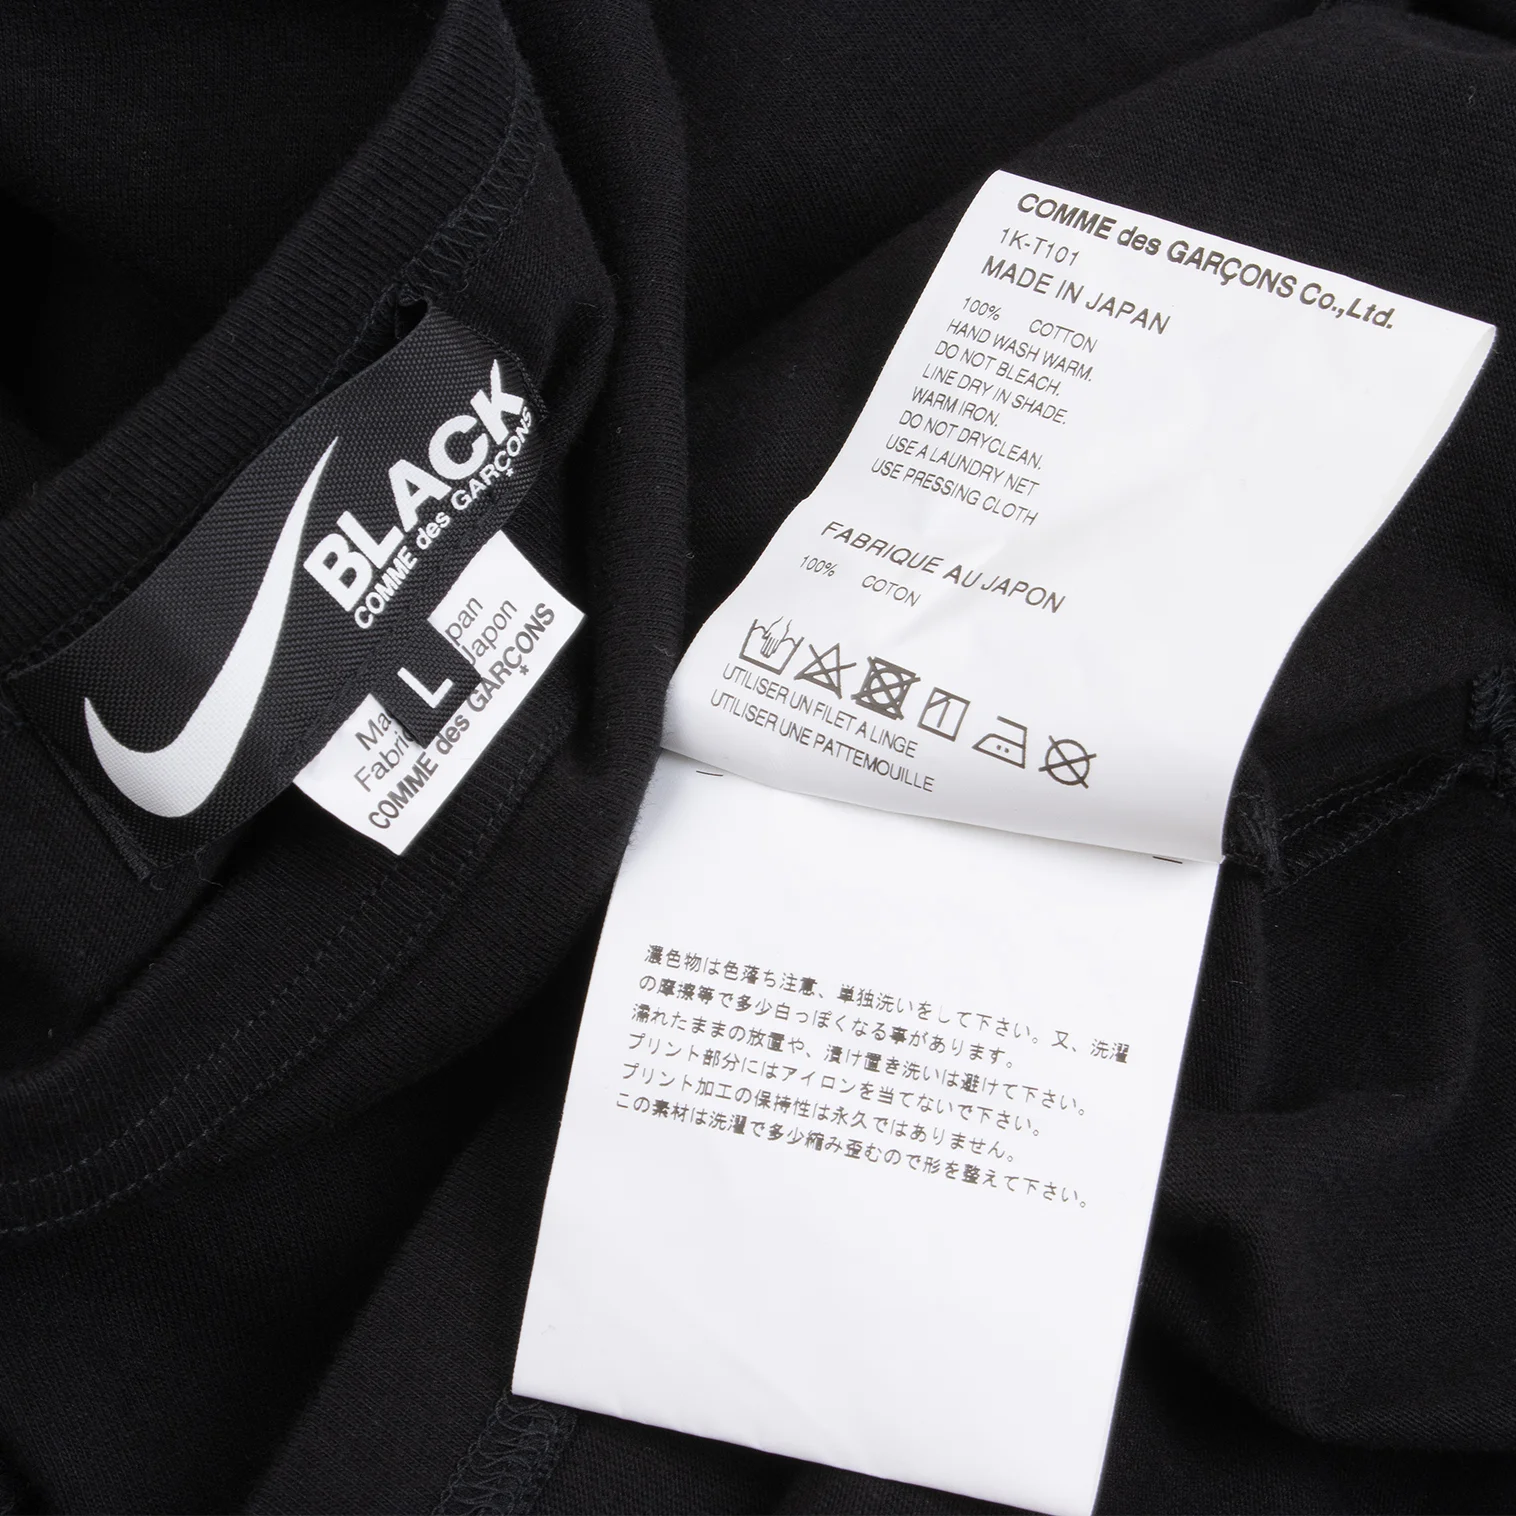 BLACK
COMME des GARÇONS
L
Ma pan
Fabri Japon
COMME des GARÇONS
COMME des GARÇONS Co.,Ltd.
1K-T101
MADE IN JAPAN
100% COTTON
HAND WASH WARM.
DO NOT BLEACH.
LINE DRY IN SHADE.
WARM IRON.
DO NOT DRYCLEAN.
USE A LAUNDRY NET
USE PRESSING CLOTH
FABRIQUE AU JAPON
100% COTON
UTILISER UN FILET A LINGE
UTILISER UNE PATTEMOUILLE
濃色物は色落ち注意、単独洗いをして下さい。又、洗濯
の摩擦等で多少白っぽくなる事があります。
濡れたままの放置や、漬け置き洗いは避けて下さい。
プリント部分にはアイロンを当てないで下さい。
プリント加工の保持性は永久ではありません。
この素材は洗濯で多少縮み歪むので形を整えて下さい。